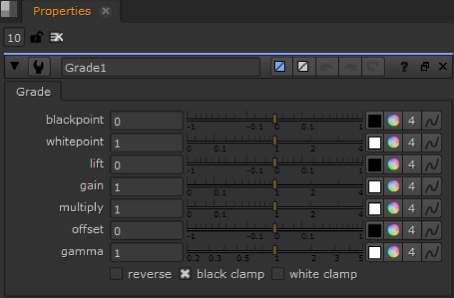 Properties
10
Grade1 ?
Grade
blackpoint 0 -1 -0.1 0 0.1 1 4
whitepoint 1 0 0.1 1 2 4 4
lift 0 -1 -0.1 0 0.1 1 4
gain 1 0 0.1 1 2 4 4
multiply 1 0 0.1 1 2 4 4
offset 0 -1 -0.1 0 0.1 1 4
gamma 1 0.2 0.3 0.5 1 2 3 5 4
reverse black clamp white clamp